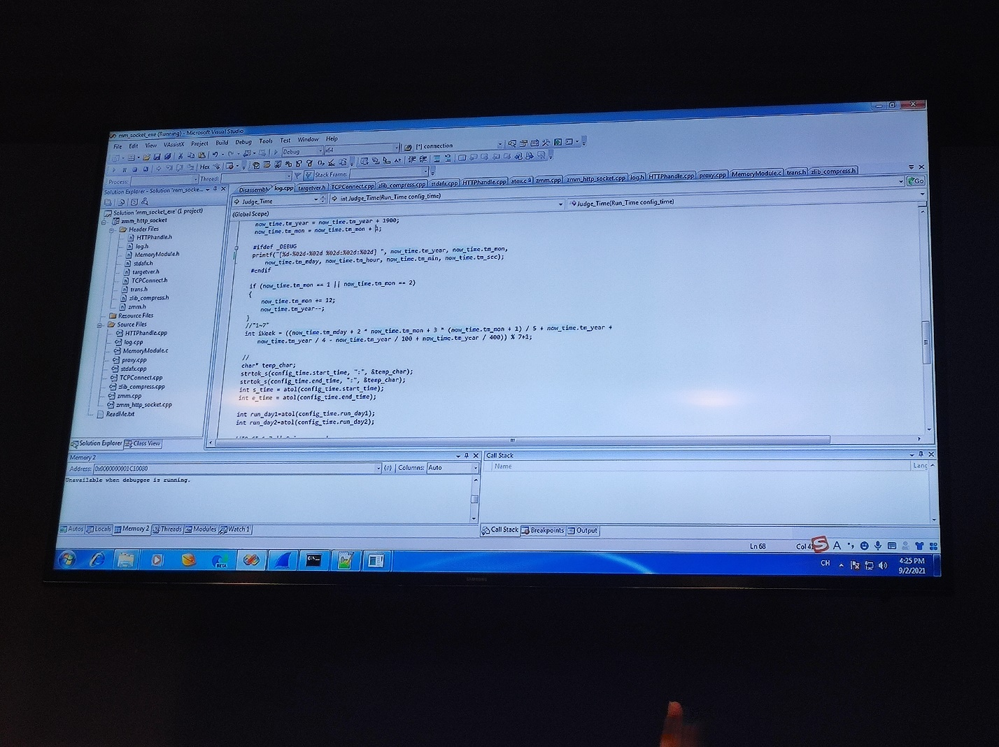 mm_socket_exe (Running) - Microsoft Visual Studio
File Edit View VAssistX Project Build Debug Tools Test Window Help
Debug x64 connection
Hex
Process: Thread: Stack Frame:
Solution Explorer - Solution 'mm_socke...
Disassembly log.cpp targetver.h TCPConnect.cpp zlib_compress.cpp stdafx.cpp HTTPhandle.cpp atox.c zmm.cpp zmm_http_socket.cpp log.h HTTPhandle.cpp proxy.cpp MemoryModule.c trans.h zlib_compress.h
Judge_Time int Judge_Time(Run_Time config_time) Go
(Global Scope) Judge_Time(Run_Time config_time)
Solution 'mm_socket_exe' (1 project)
zmm_http_socket
Header Files
HTTPhandle.h
log.h
MemoryModule.h
stdafx.h
targetver.h
TCPConnect.h
trans.h
zlib_compress.h
zmm.h
Resource Files
Source Files
HTTPhandle.cpp
log.cpp
MemoryModule.c
proxy.cpp
stdafx.cpp
TCPConnect.cpp
zlib_compress.cpp
zmm.cpp
zmm_http_socket.cpp
ReadMe.txt
Solution Explorer Class View
now_time.tm_year = now_time.tm_year + 1900;
now_time.tm_mon = now_time.tm_mon + 1;
#ifdef _DEBUG
printf("[%d-%02d-%02d %02d:%02d:%02d] ", now_time.tm_year, now_time.tm_mon,
now_time.tm_mday, now_time.tm_hour, now_time.tm_min, now_time.tm_sec);
#endif
if (now_time.tm_mon == 1 || now_time.tm_mon == 2)
{
now_time.tm_mon += 12;
now_time.tm_year--;
}
//"1~7"
int iWeek = ((now_time.tm_mday + 2 * now_time.tm_mon + 3 * (now_time.tm_mon + 1) / 5 + now_time.tm_year +
now_time.tm_year / 4 - now_time.tm_year / 100 + now_time.tm_year / 400)) % 7+1;
//
char* temp_char;
strtok_s(config_time.start_time, ":", &temp_char);
strtok_s(config_time.end_time, ":", &temp_char);
int s_time = atol(config_time.start_time);
int e_time = atol(config_time.end_time);
int run_day1=atol(config_time.run_day1);
int run_day2=atol(config_time.run_day2);
Memory 2
Address: 0x0000000001C10080 Columns: Auto
Unavailable when debuggee is running.
Autos Locals Memory 2 Threads Modules Watch 1
Call Stack
Name Lang
Call Stack Breakpoints Output
Ln 68 Col 4
CH
4:25 PM
9/2/2021
BETA
SAMSUNG